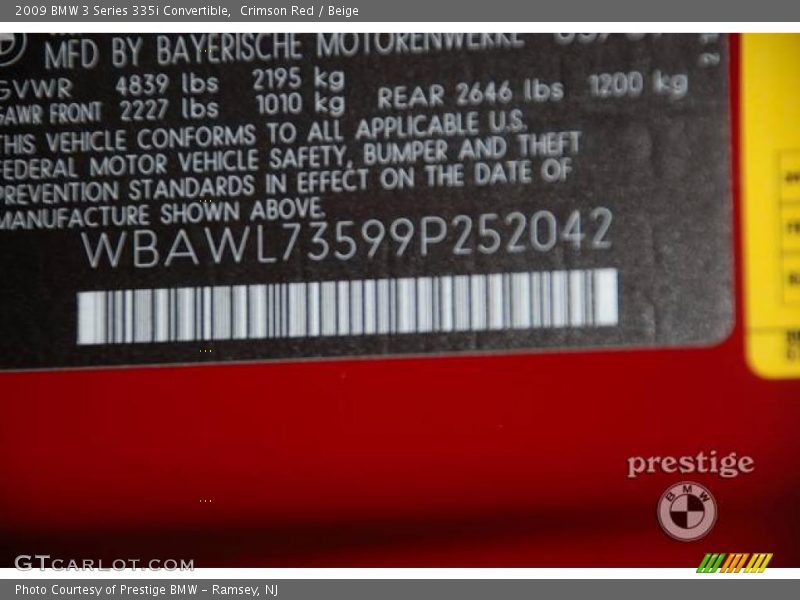 2009 BMW 3 Series 335i Convertible, Crimson Red / Beige
MFD BY BAYERISCHE MOTORENWERKE
GVWR 4839 lbs 2195 kg
GAWR FRONT 2227 lbs 1010 kg REAR 2646 lbs 1200 kg
THIS VEHICLE CONFORMS TO ALL APPLICABLE U.S.
FEDERAL MOTOR VEHICLE SAFETY, BUMPER AND THEFT
PREVENTION STANDARDS IN EFFECT ON THE DATE OF
MANUFACTURE SHOWN ABOVE.
WBAWL73599P252042
prestige
BMW
GTCARLOT.COM
Photo Courtesy of Prestige BMW - Ramsey, NJ